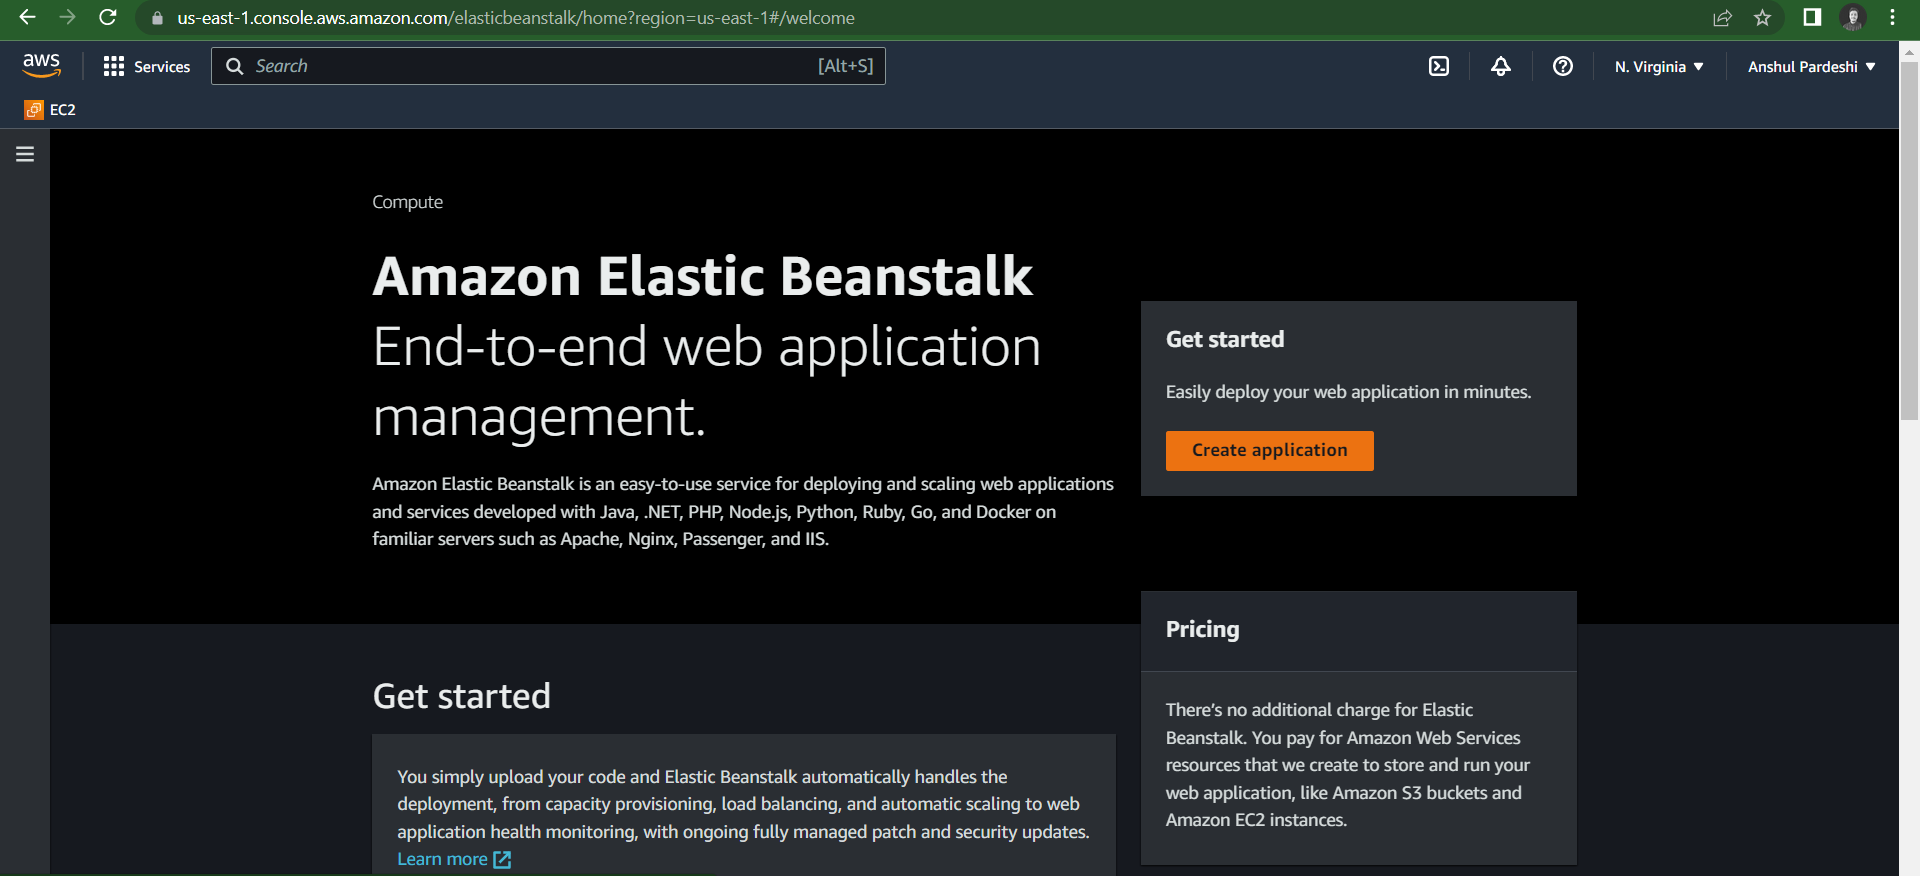 us-east-1.console.aws.amazon.com/elasticbeanstalk/home?region=us-east-1#/welcome
aws
Services
Search
[Alt+S]
N. Virginia
Anshul Pardeshi
EC2
Compute
Amazon Elastic Beanstalk
End-to-end web application
management.
Amazon Elastic Beanstalk is an easy-to-use service for deploying and scaling web applications
and services developed with Java, .NET, PHP, Node.js, Python, Ruby, Go, and Docker on
familiar servers such as Apache, Nginx, Passenger, and IIS.
Get started
Easily deploy your web application in minutes.
Create application
Pricing
There's no additional charge for Elastic
Beanstalk. You pay for Amazon Web Services
resources that we create to store and run your
web application, like Amazon S3 buckets and
Amazon EC2 instances.
Get started
You simply upload your code and Elastic Beanstalk automatically handles the
deployment, from capacity provisioning, load balancing, and automatic scaling to web
application health monitoring, with ongoing fully managed patch and security updates.
Learn more